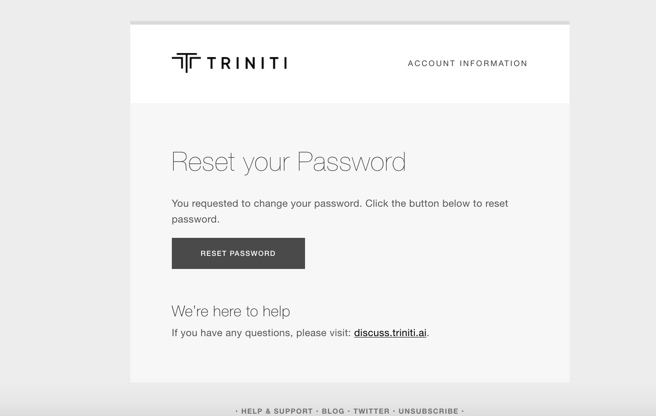 TRINITI
ACCOUNT INFORMATION
Reset your Password
You requested to change your password. Click the button below to reset
password.
RESET PASSWORD
We're here to help
If you have any questions, please visit: discuss.triniti.ai.
· HELP & SUPPORT · BLOG · TWITTER · UNSUBSCRIBE ·